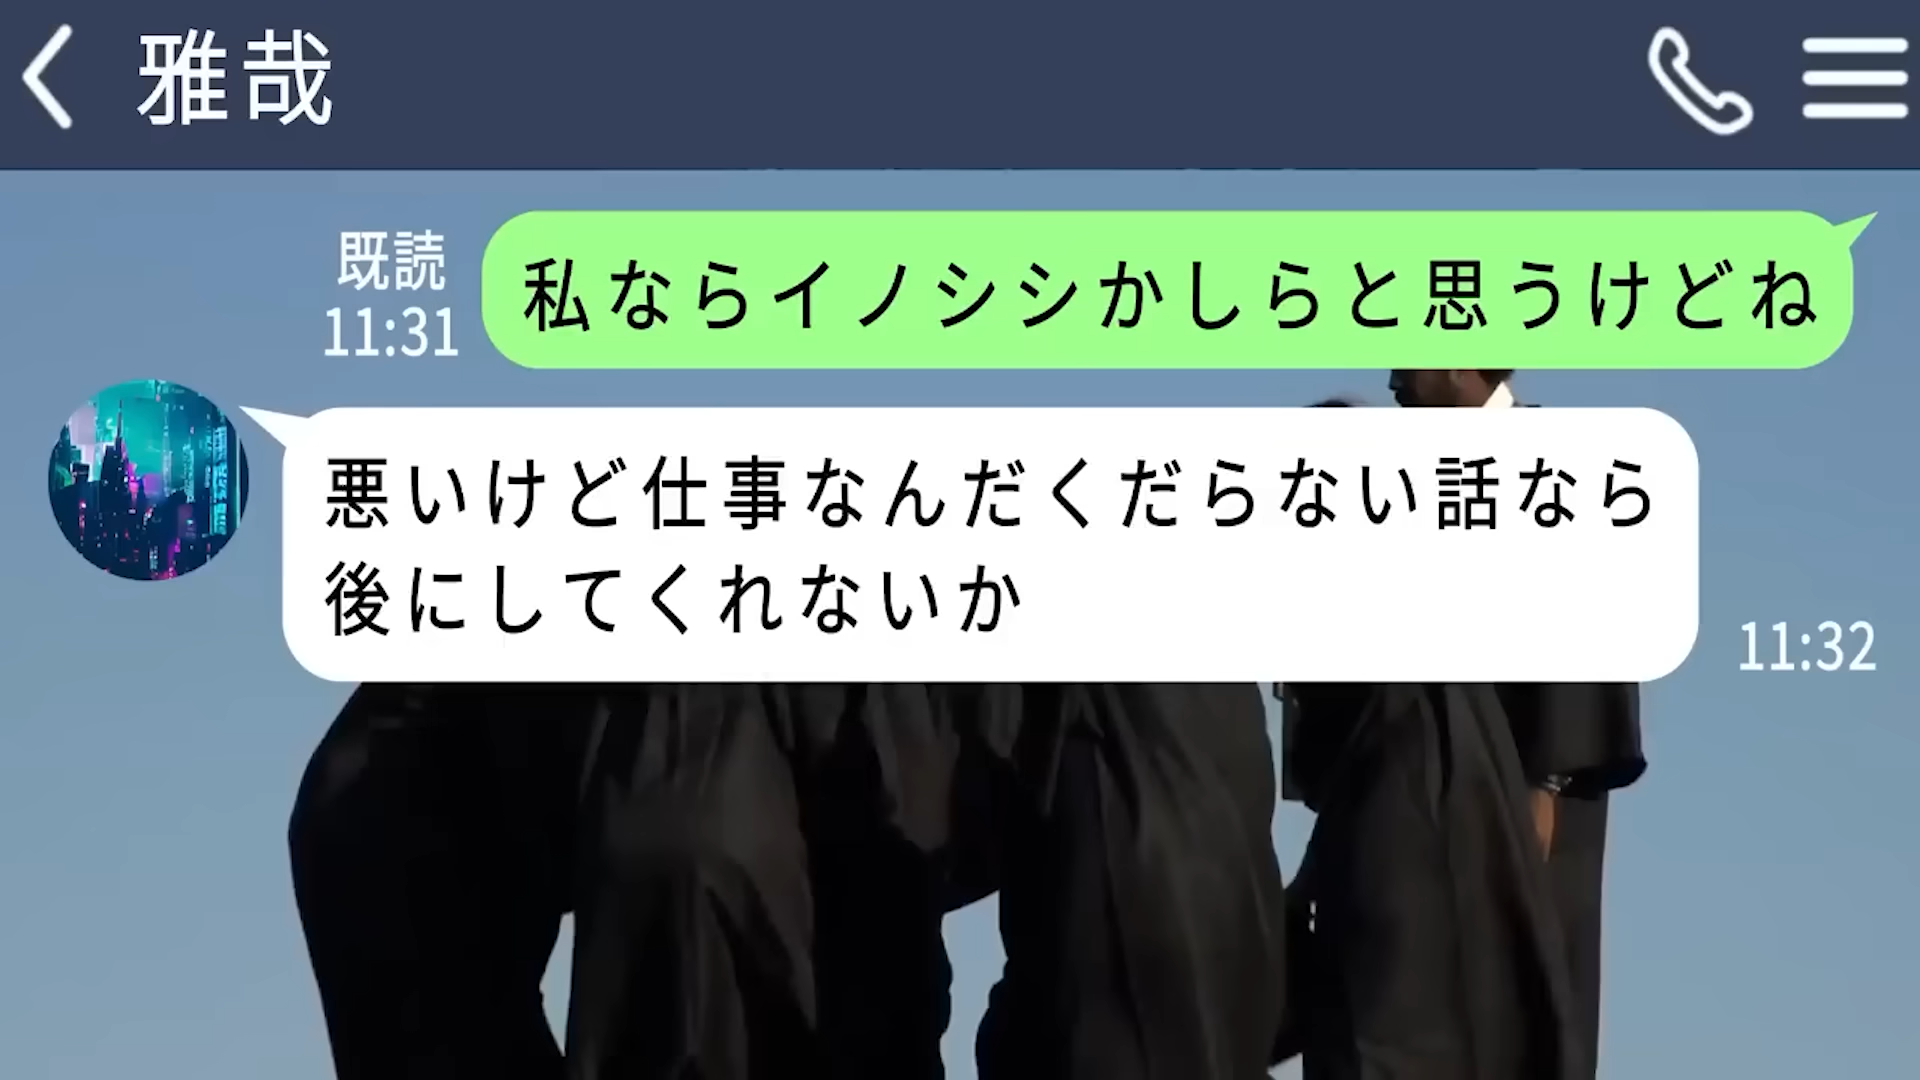 雅哉
私ならイノシシかしらと思うけどね
既読
11:31
悪いけど仕事なんだくだらない話なら
後にしてくれないか
11:32